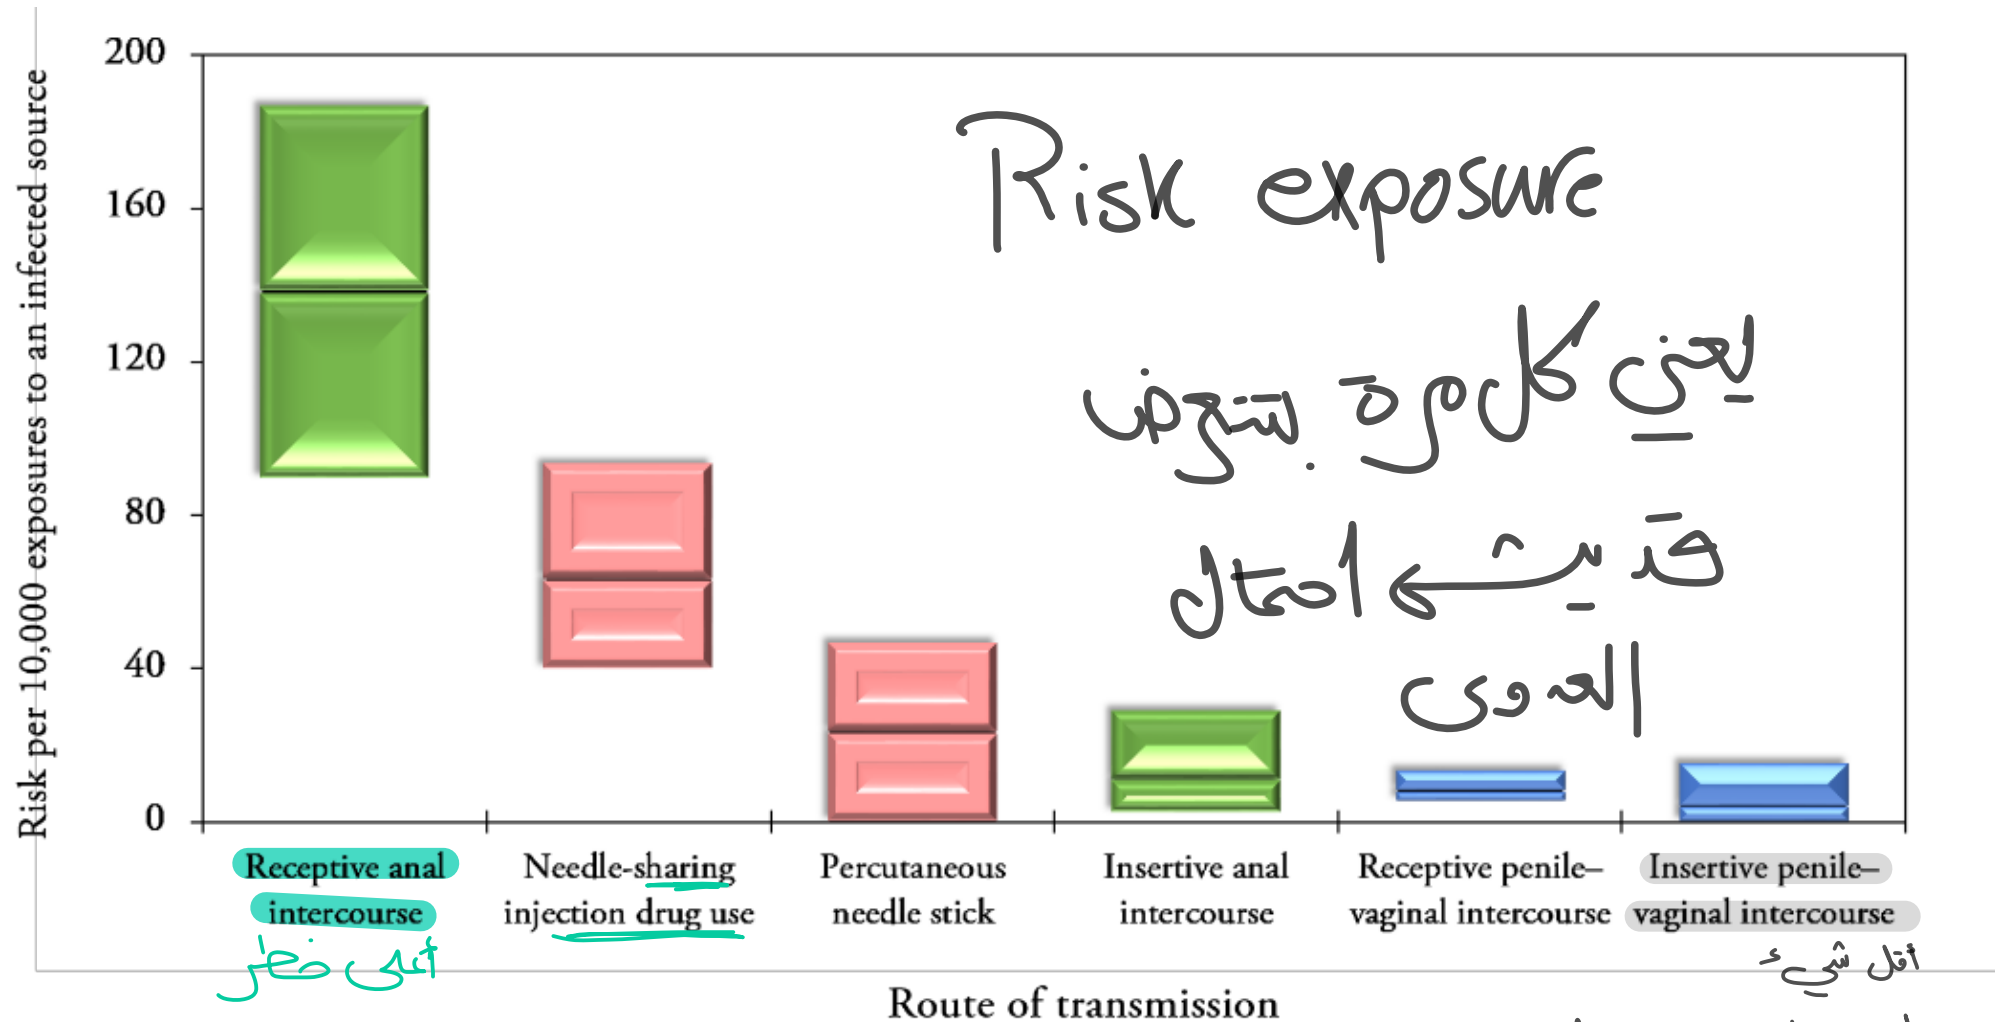 Risk per 10,000 exposures to an infected source
200
160
120
80
40
0
Risk exposure
يعني كل مرة بتتعرض
قديش ← احتمال
العدوى
Receptive anal
intercourse
Needle-sharing
injection drug use
Percutaneous
needle stick
Insertive anal
intercourse
Receptive penile–
vaginal intercourse
Insertive penile–
vaginal intercourse
أعلى خطر
أقل شيء
Route of transmission